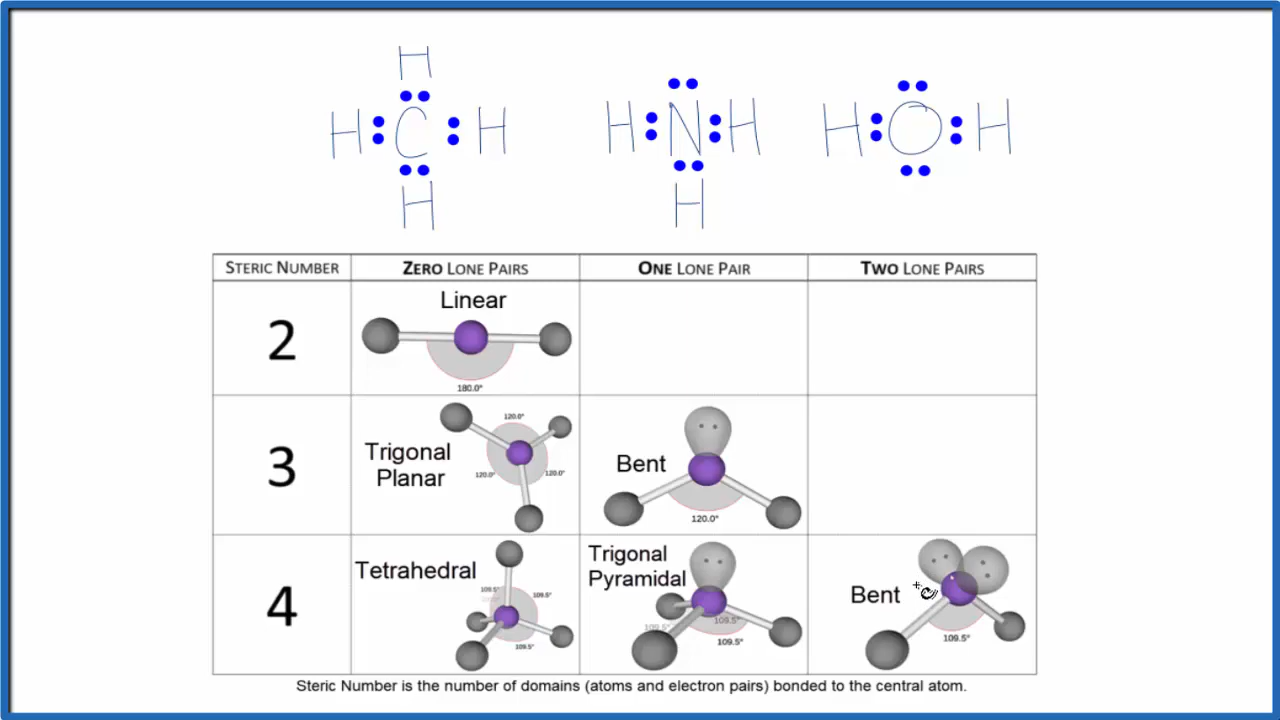 H
H C H
H
H N H
H
H O H
STERIC NUMBER ZERO LONE PAIRS ONE LONE PAIR TWO LONE PAIRS
2
Linear
180.0°
3
Trigonal
Planar
120.0°
120.0°
120.0°
Bent
120.0°
4
Tetrahedral
109.5°
109.5°
109.5°
Trigonal
Pyramidal
109.5°
109.5°
109.5°
Bent
109.5°
Steric Number is the number of domains (atoms and electron pairs) bonded to the central atom.